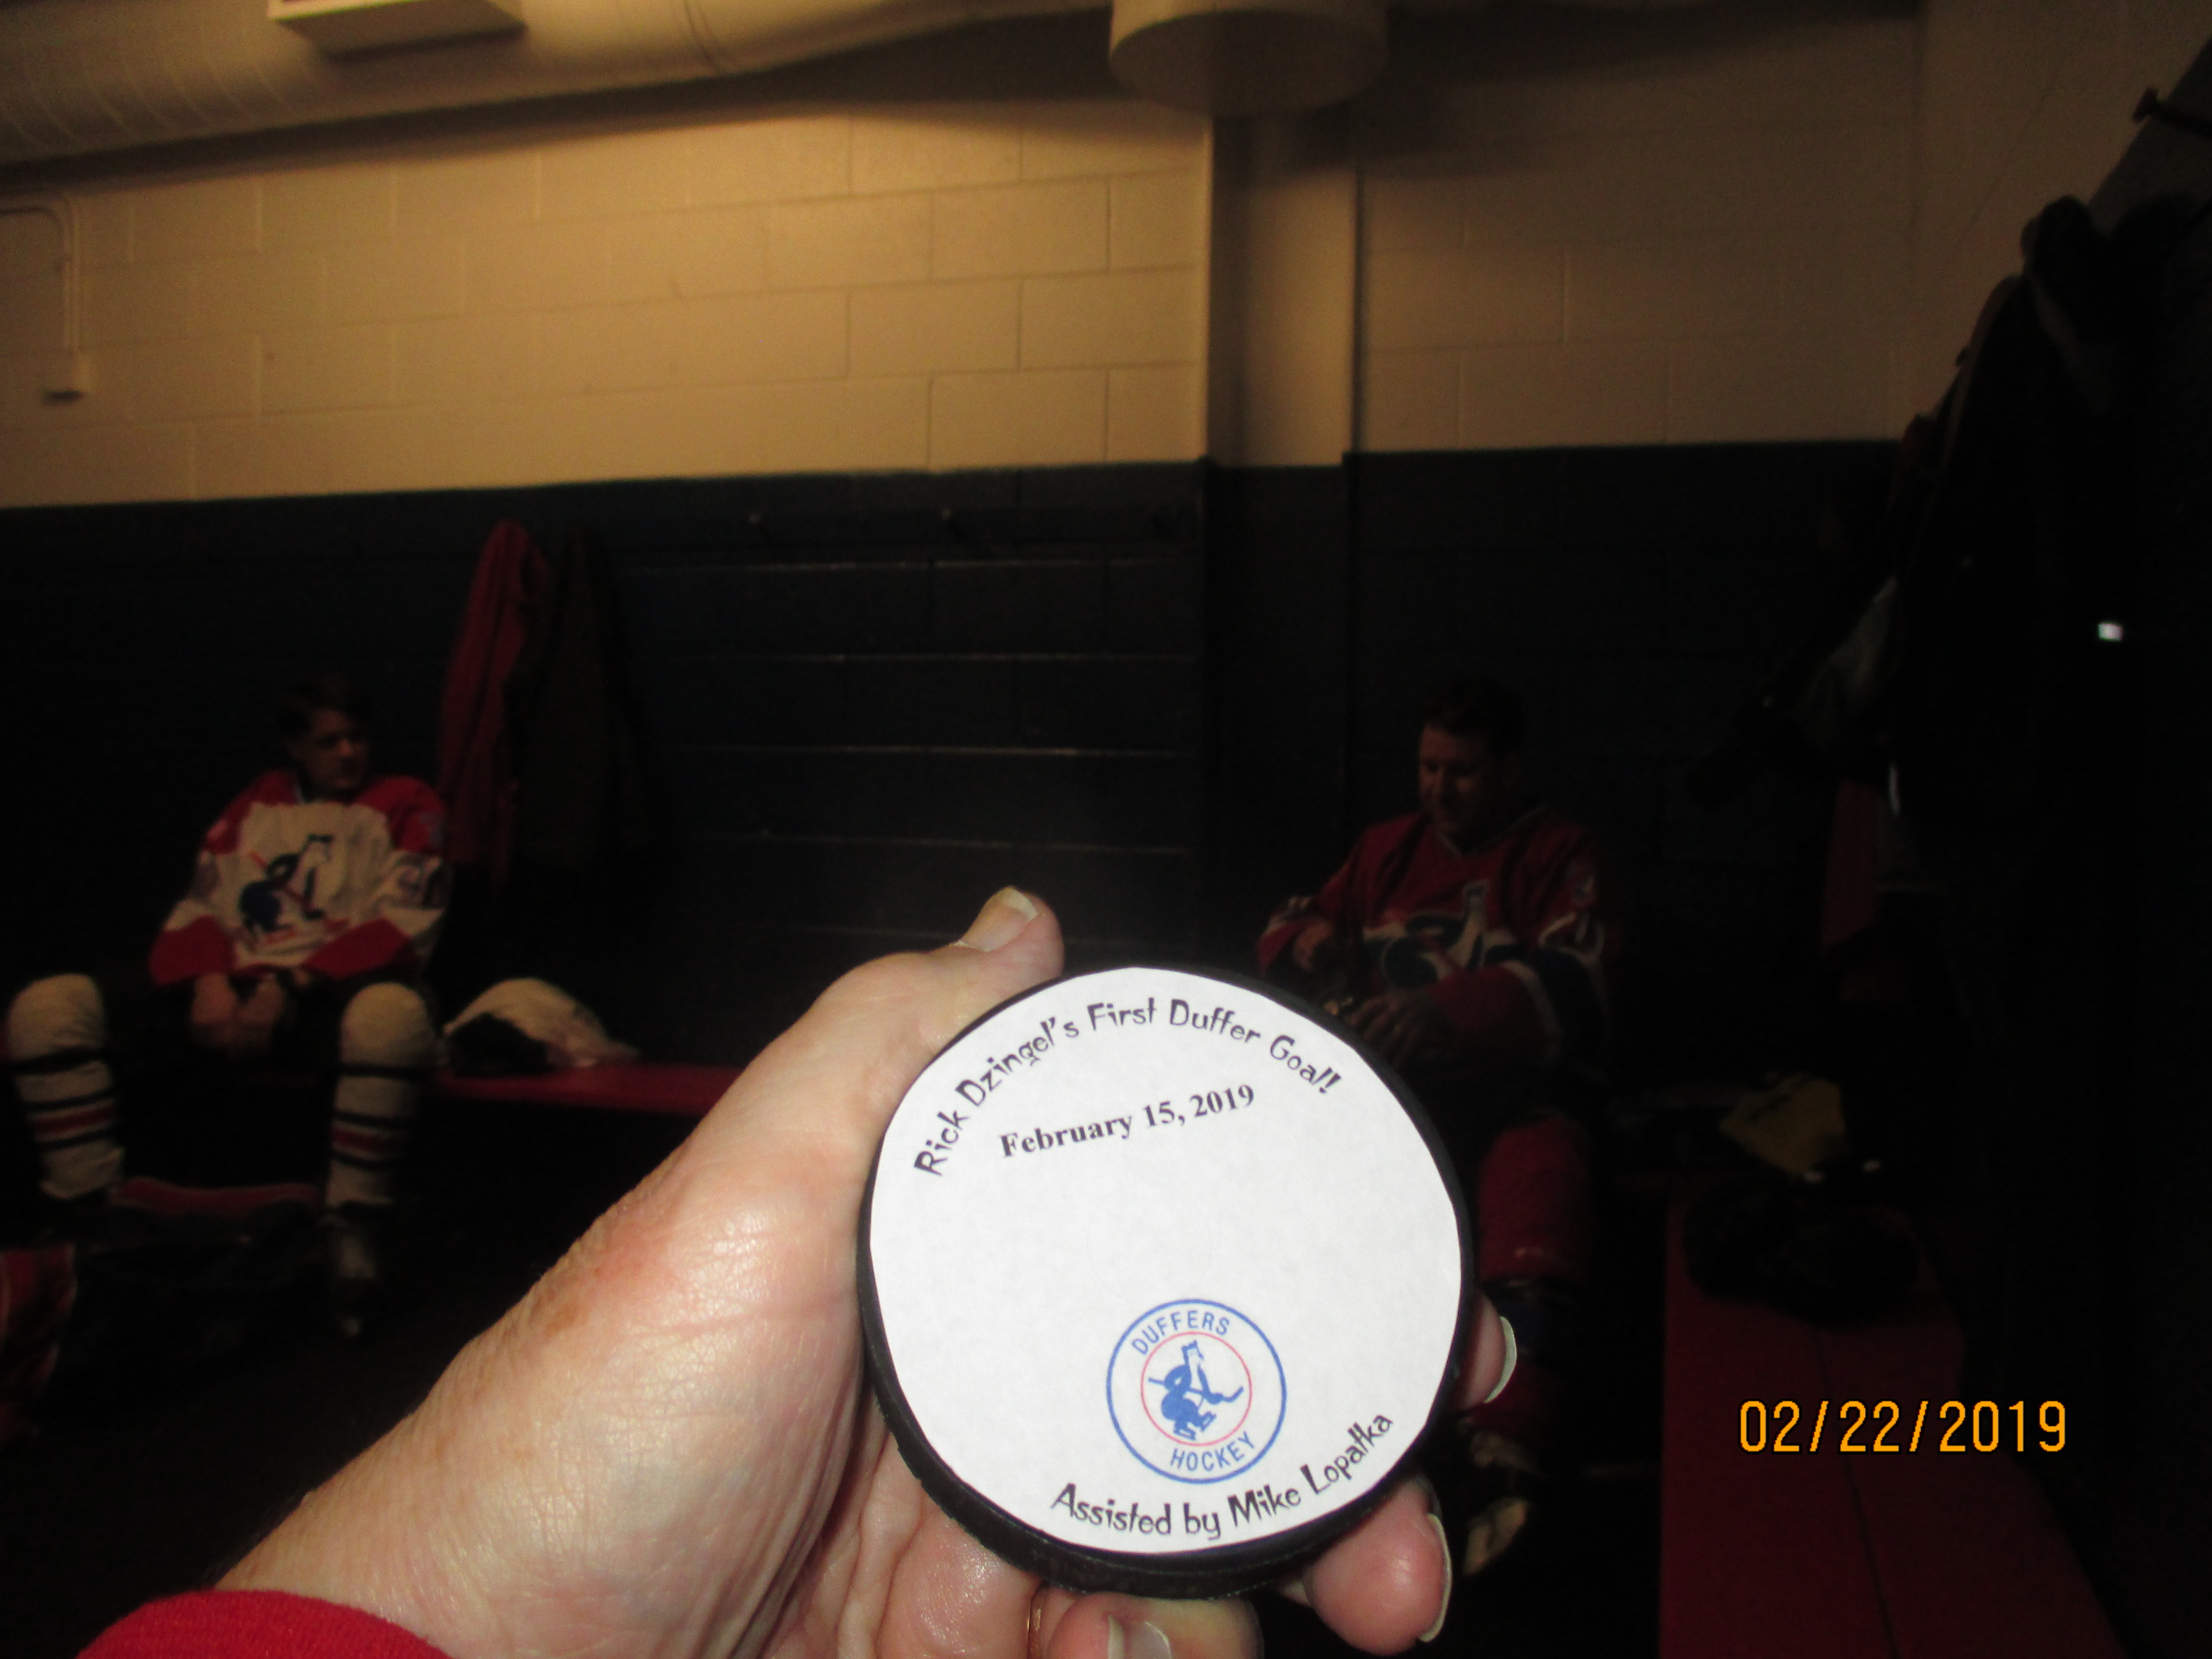 Rick Dzingel's First Duffer Goal!
February 15, 2019
DUFFERS
HOCKEY
Assisted by Mike Lopatka
02/22/2019